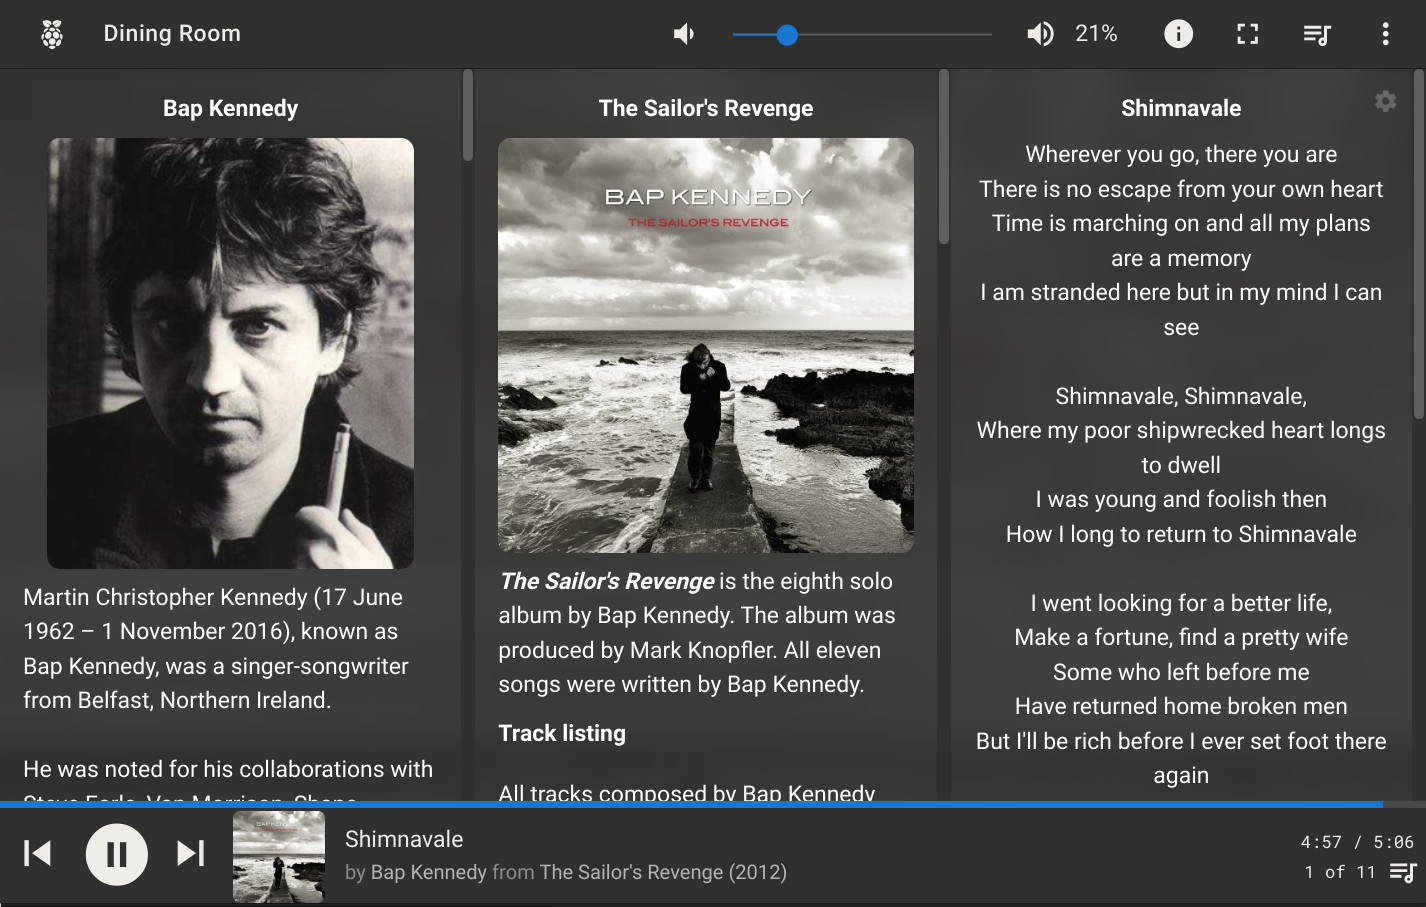 Dining Room
21%
Bap Kennedy
Martin Christopher Kennedy (17 June
1962 – 1 November 2016), known as
Bap Kennedy, was a singer-songwriter
from Belfast, Northern Ireland.
He was noted for his collaborations with
Steve Earle, Van Morrison, Shane
The Sailor's Revenge
BAP KENNEDY
THE SAILOR'S REVENGE
The Sailor's Revenge is the eighth solo
album by Bap Kennedy. The album was
produced by Mark Knopfler. All eleven
songs were written by Bap Kennedy.
Track listing
All tracks composed by Bap Kennedy
Shimnavale
Wherever you go, there you are
There is no escape from your own heart
Time is marching on and all my plans
are a memory
I am stranded here but in my mind I can
see
Shimnavale, Shimnavale,
Where my poor shipwrecked heart longs
to dwell
I was young and foolish then
How I long to return to Shimnavale
I went looking for a better life,
Make a fortune, find a pretty wife
Some who left before me
Have returned home broken men
But I'll be rich before I ever set foot there
again
BAP KENNEDY
Shimnavale
by Bap Kennedy from The Sailor's Revenge (2012)
4:57 / 5:06
1 of 11